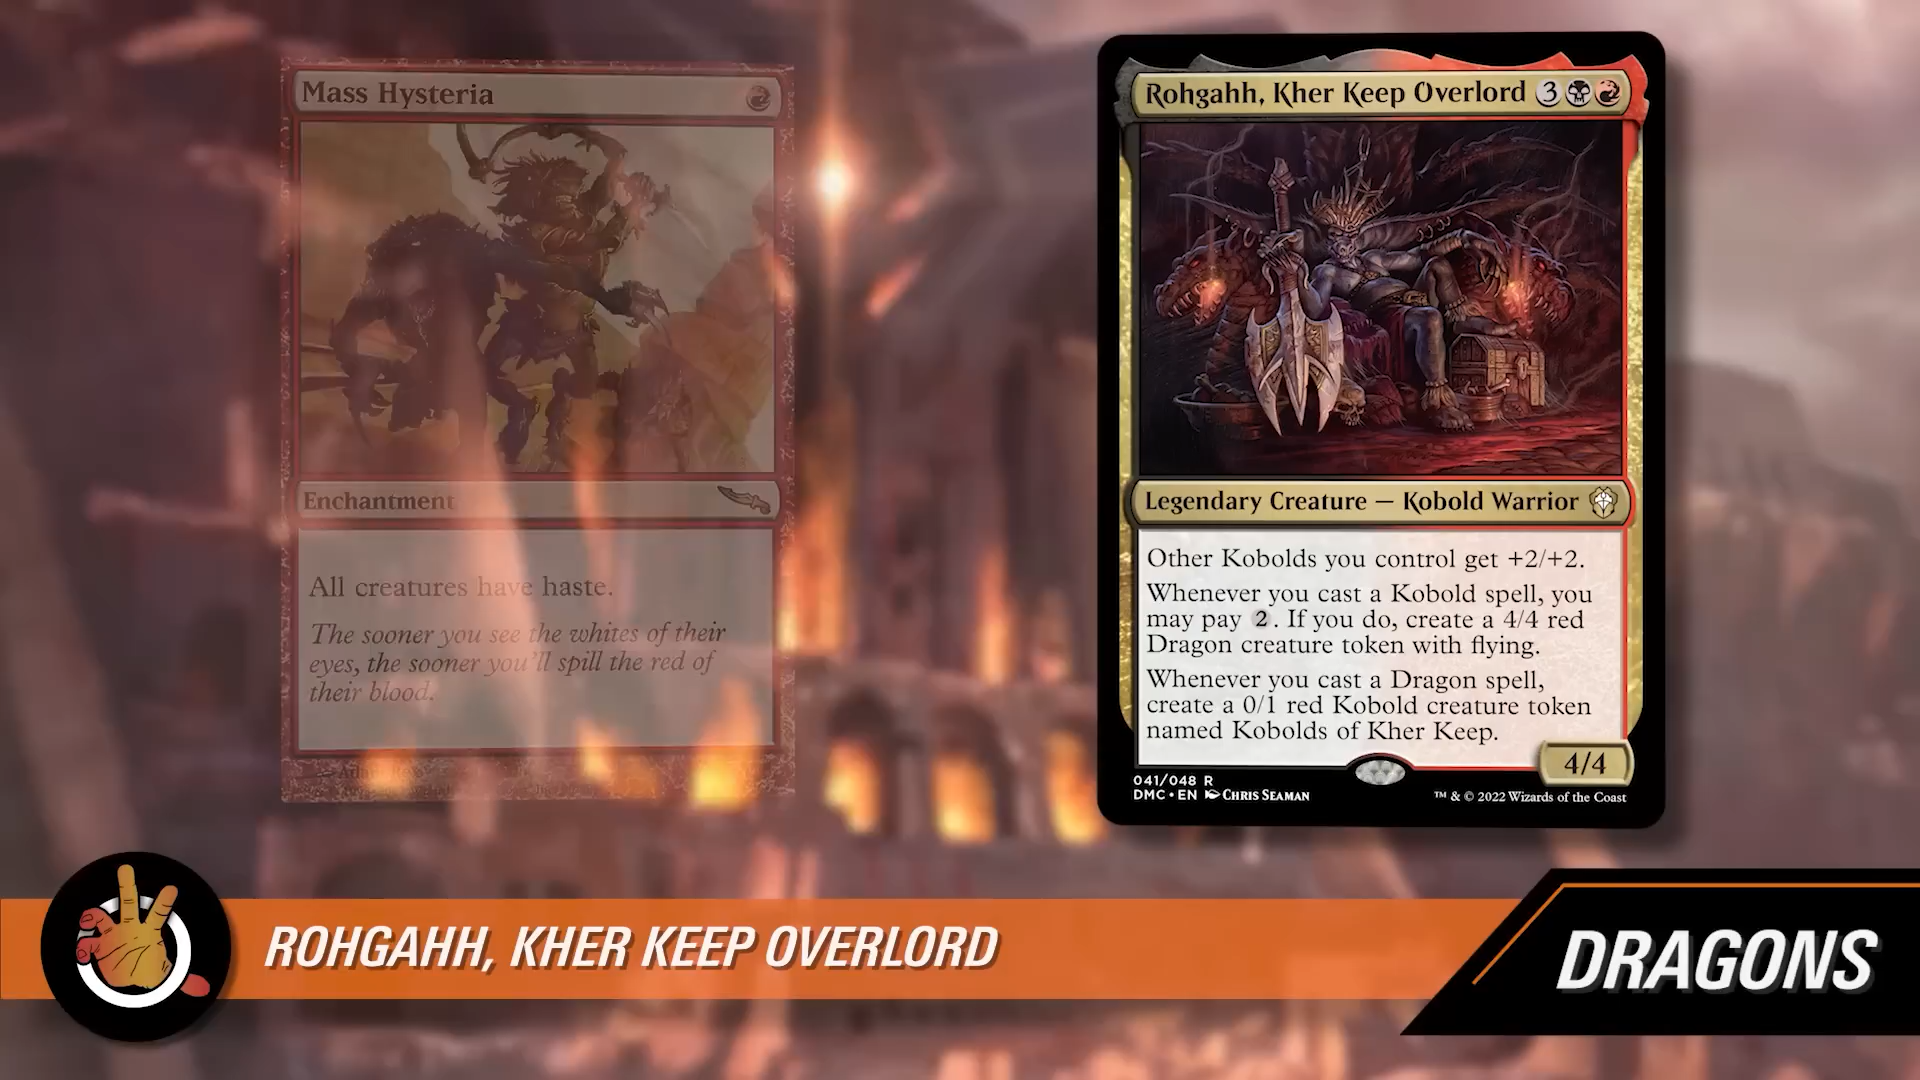 Mass Hysteria
Enchantment
All creatures have haste.
The sooner you see the whites of their
eyes, the sooner you'll spill the red of
their blood.
Rohgahh, Kher Keep Overlord 3
Legendary Creature — Kobold Warrior
Other Kobolds you control get +2/+2.
Whenever you cast a Kobold spell, you
may pay 2. If you do, create a 4/4 red
Dragon creature token with flying.
Whenever you cast a Dragon spell,
create a 0/1 red Kobold creature token
named Kobolds of Kher Keep.
4/4
041/048 R
DMC • EN Chris Seaman
™ & © 2022 Wizards of the Coast
ROHGAHH, KHER KEEP OVERLORD
DRAGONS